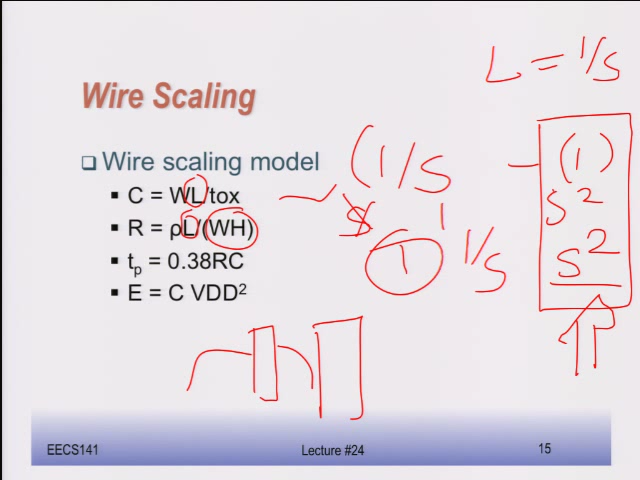 L = 1/S
Wire Scaling
❑ Wire scaling model
▪ C = WL/tox
▪ R = ρL/(WH)
▪ tp = 0.38RC
▪ E = C VDD²
(1/S
1
1 1/S
(1)
S²
S²
EECS141
Lecture #24
15